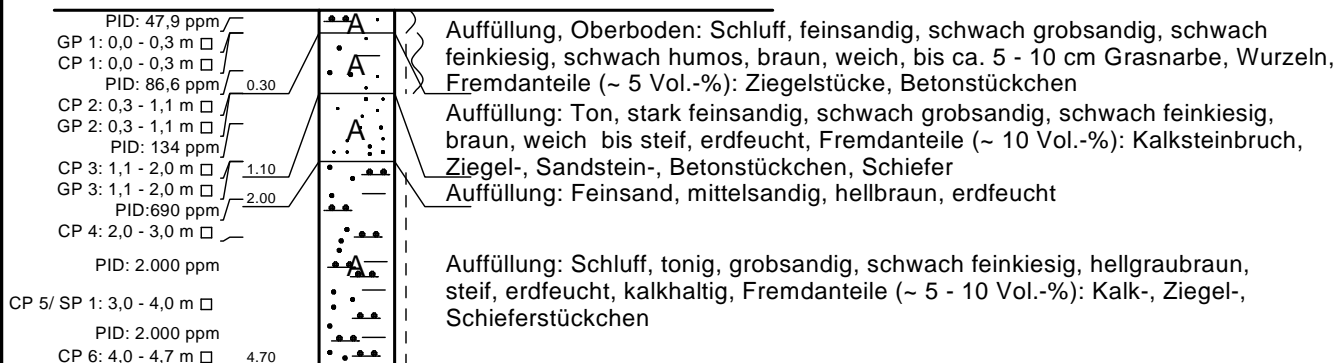 PID: 47,9 ppm
GP 1: 0,0 - 0,3 m
CP 1: 0,0 - 0,3 m
PID: 86,6 ppm
0.30
CP 2: 0,3 - 1,1 m
GP 2: 0,3 - 1,1 m
PID: 134 ppm
CP 3: 1,1 - 2,0 m
1.10
GP 3: 1,1 - 2,0 m
2.00
PID:690 ppm
CP 4: 2,0 - 3,0 m
PID: 2.000 ppm
CP 5/ SP 1: 3,0 - 4,0 m
PID: 2.000 ppm
CP 6: 4,0 - 4,7 m
4.70
A
A
A
A
Auffüllung, Oberboden: Schluff, feinsandig, schwach grobsandig, schwach
feinkiesig, schwach humos, braun, weich, bis ca. 5 - 10 cm Grasnarbe, Wurzeln,
Fremdanteile (~ 5 Vol.-%): Ziegelstücke, Betonstückchen
Auffüllung: Ton, stark feinsandig, schwach grobsandig, schwach feinkiesig,
braun, weich bis steif, erdfeucht, Fremdanteile (~ 10 Vol.-%): Kalksteinbruch,
Ziegel-, Sandstein-, Betonstückchen, Schiefer
Auffüllung: Feinsand, mittelsandig, hellbraun, erdfeucht
Auffüllung: Schluff, tonig, grobsandig, schwach feinkiesig, hellgraubraun,
steif, erdfeucht, kalkhaltig, Fremdanteile (~ 5 - 10 Vol.-%): Kalk-, Ziegel-,
Schieferstückchen